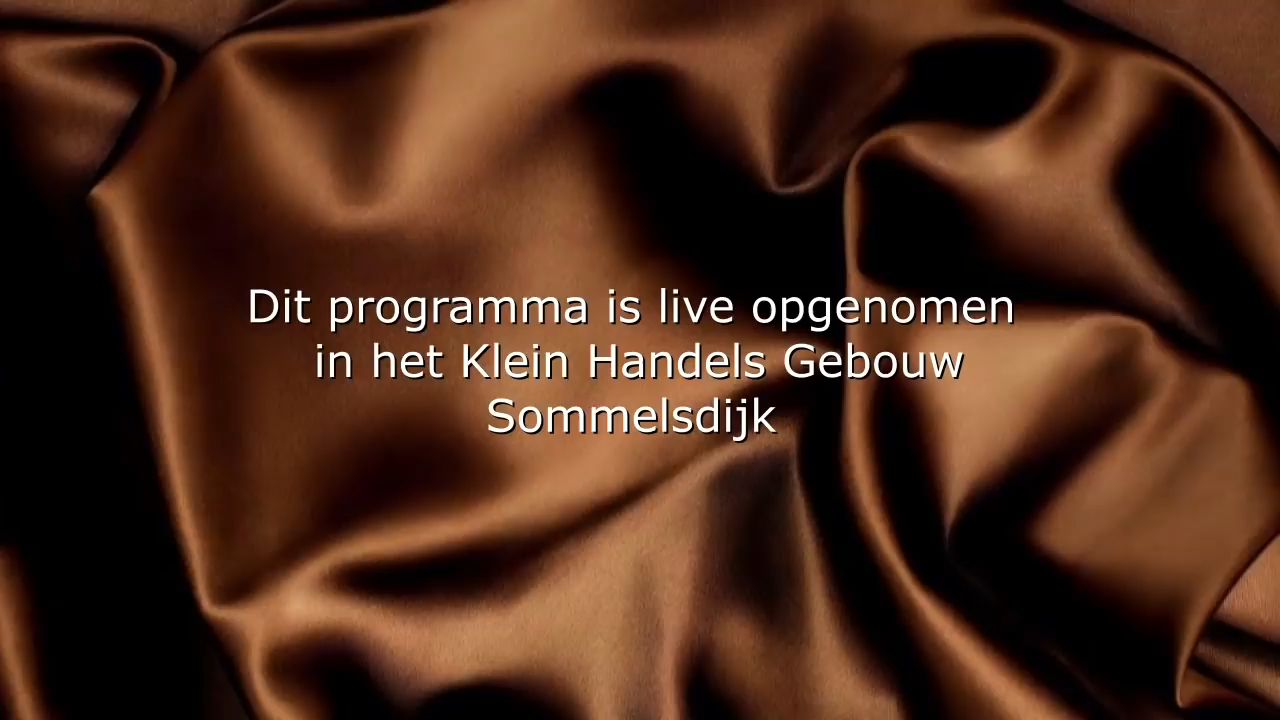 Dit programma is live opgenomen
in het Klein Handels Gebouw
Sommelsdijk